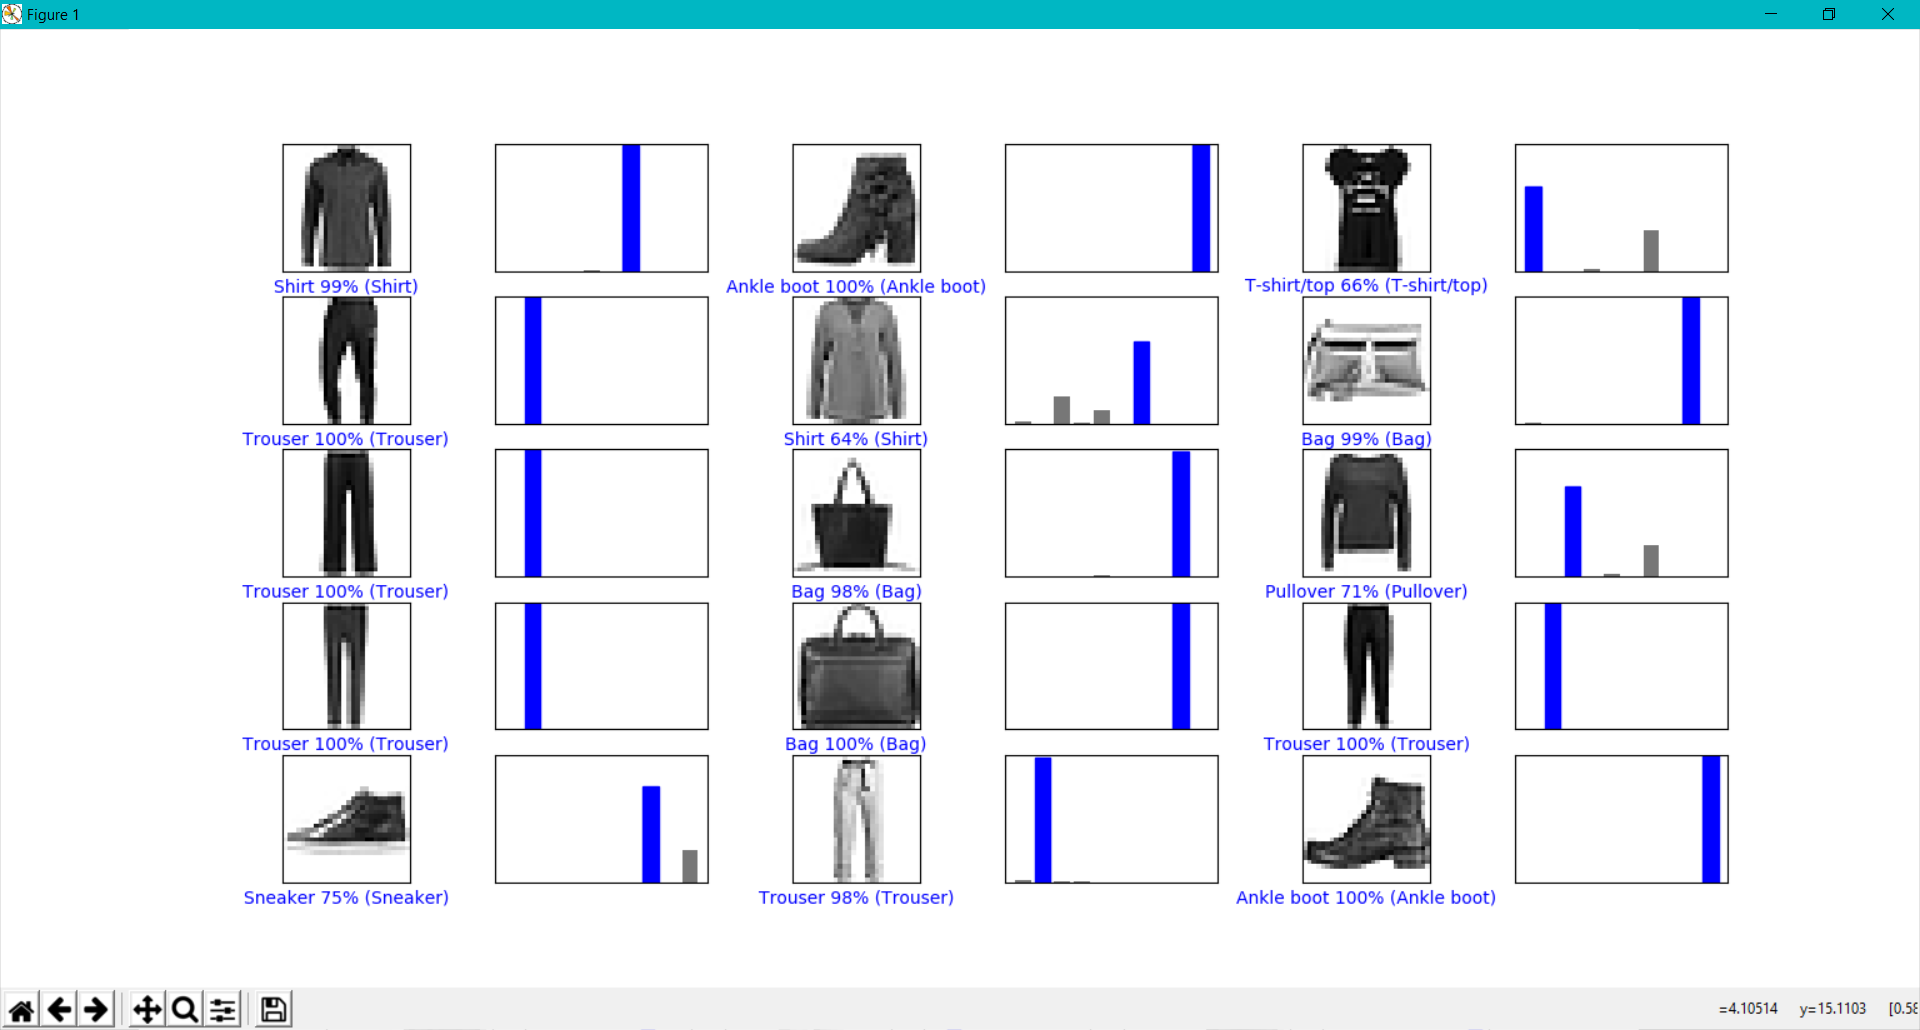 Figure 1
Shirt 99% (Shirt)
Ankle boot 100% (Ankle boot)
T-shirt/top 66% (T-shirt/top)
Trouser 100% (Trouser)
Shirt 64% (Shirt)
Bag 99% (Bag)
Trouser 100% (Trouser)
Bag 98% (Bag)
Pullover 71% (Pullover)
Trouser 100% (Trouser)
Bag 100% (Bag)
Trouser 100% (Trouser)
Sneaker 75% (Sneaker)
Trouser 98% (Trouser)
Ankle boot 100% (Ankle boot)
=4.10514 y=15.1103 [0.58